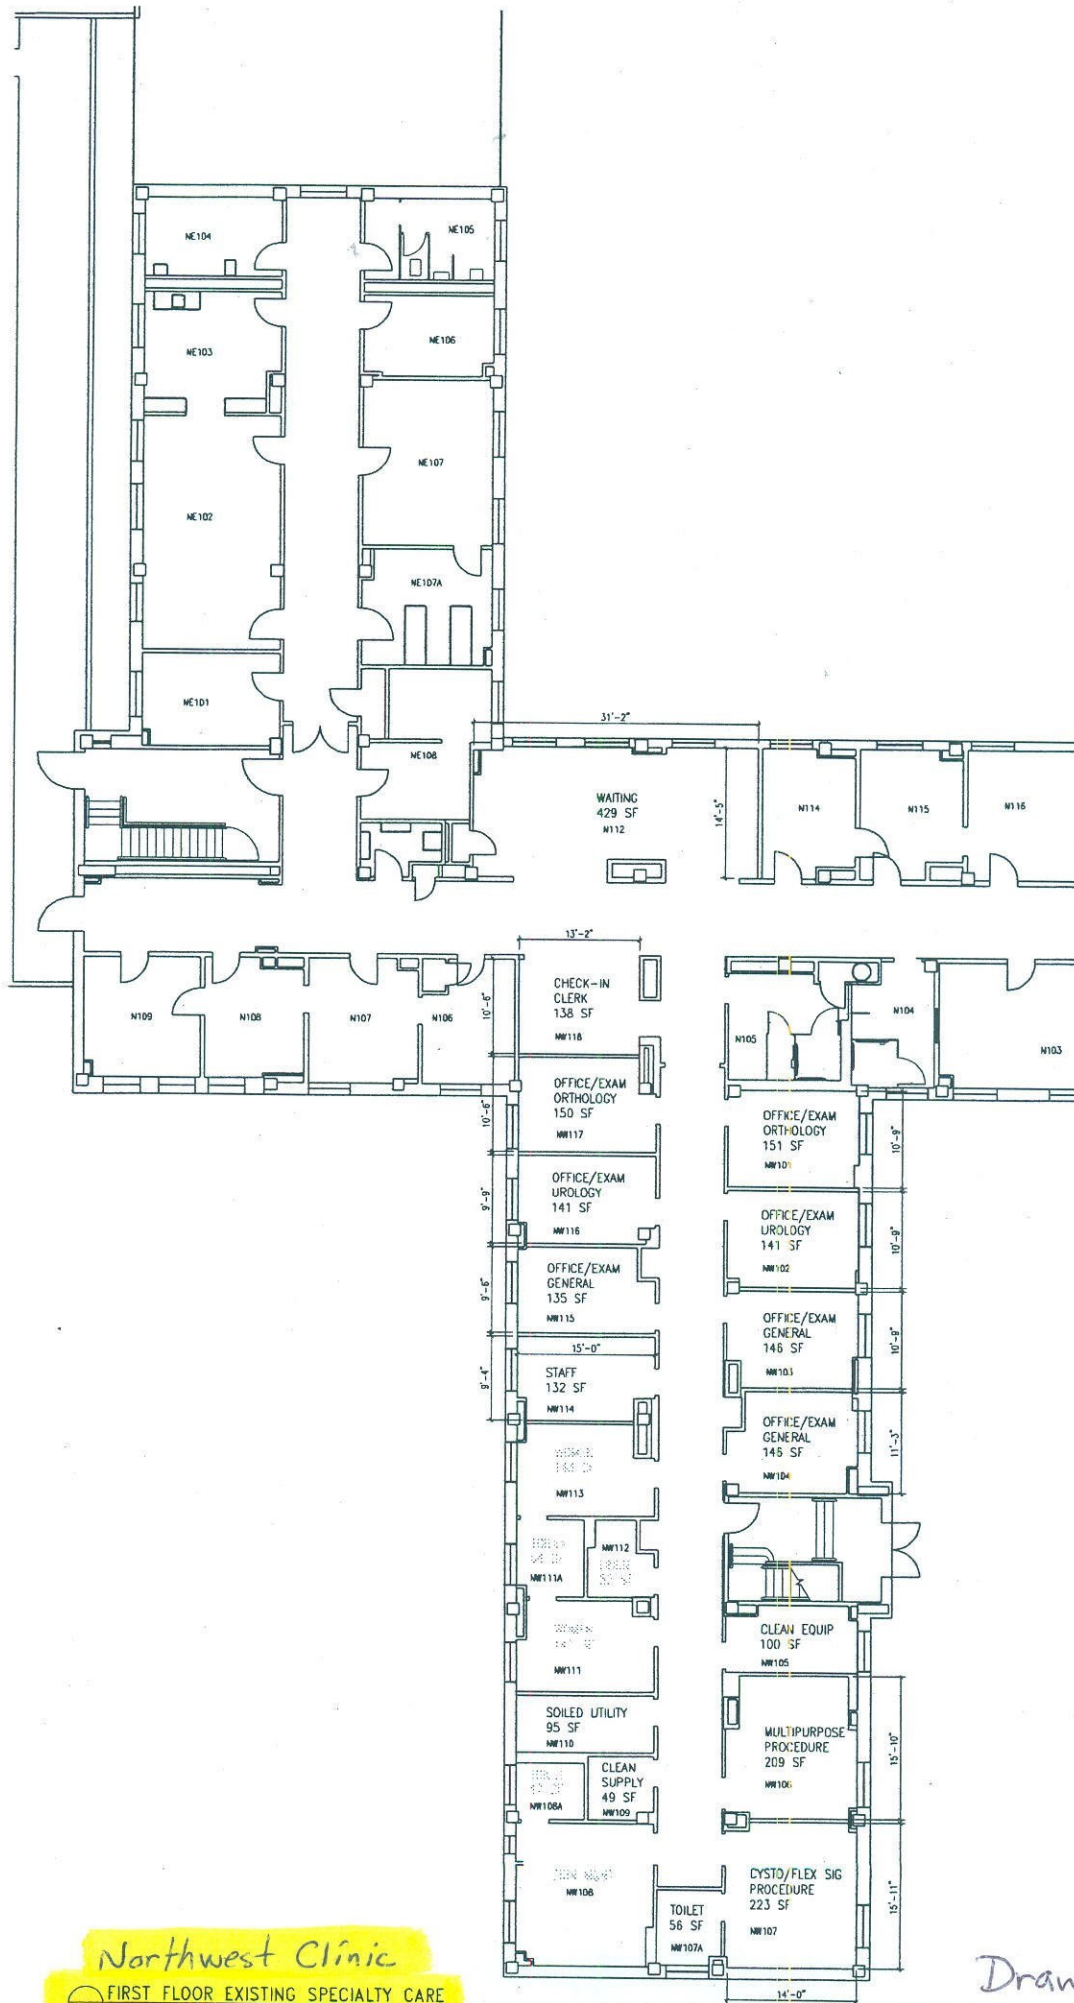 NE104
NE105
NE103
NE106
NE107
NE102
NE107A
NE101
NE108
31'-2"
WAITING
429 SF
N112
14'-5"
N114
N115
N116
13'-2"
N109
N108
N107
N106
10'-6"
CHECK-IN
CLERK
138 SF
NW118
N105
N104
N103
10'-6"
OFFICE/EXAM
ORTHOLOGY
150 SF
NW117
OFFICE/EXAM
ORTHOLOGY
151 SF
NW101
10'-9"
9'-9"
OFFICE/EXAM
UROLOGY
141 SF
NW116
OFFICE/EXAM
UROLOGY
141 SF
NW102
10'-9"
9'-6"
OFFICE/EXAM
GENERAL
135 SF
NW115
OFFICE/EXAM
GENERAL
146 SF
NW103
10'-9"
15'-0"
9'-4"
STAFF
132 SF
NW114
OFFICE/EXAM
GENERAL
145 SF
NW104
11'-3"
NW113
NW112
NW111A
NW111
CLEAN EQUIP
100 SF
NW105
SOILED UTILITY
95 SF
NW110
MULTIPURPOSE
PROCEDURE
209 SF
NW106
15'-10"
CLEAN
SUPPLY
49 SF
NW109
NW108A
NW108
CYSTO/FLEX SIG
PROCEDURE
223 SF
NW107
15'-11"
TOILET
56 SF
NW107A
14'-0"
Northwest Clinic
FIRST FLOOR EXISTING SPECIALTY CARE